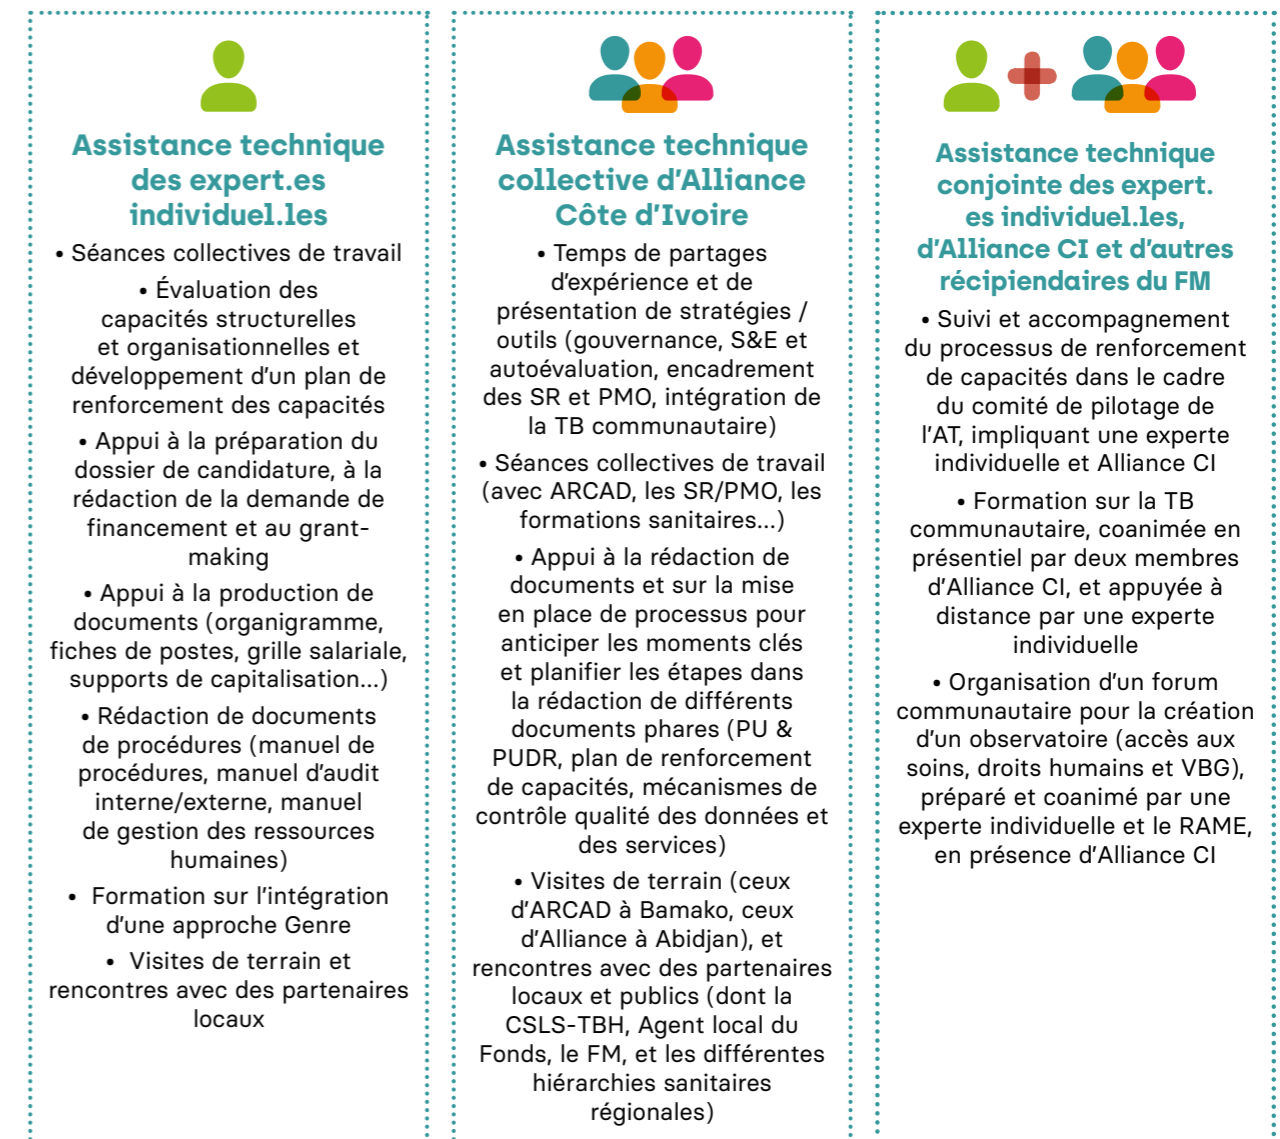 Assistance technique
des expert.es
individuel.les
• Séances collectives de travail
• Évaluation des
capacités structurelles
et organisationnelles et
développement d'un plan de
renforcement des capacités
• Appui à la préparation du
dossier de candidature, à la
rédaction de la demande de
financement et au grant-
making
• Appui à la production de
documents (organigramme,
fiches de postes, grille salariale,
supports de capitalisation...)
• Rédaction de documents
de procédures (manuel de
procédures, manuel d'audit
interne/externe, manuel
de gestion des ressources
humaines)
• Formation sur l'intégration
d'une approche Genre
• Visites de terrain et
rencontres avec des partenaires
locaux
Assistance technique
collective d'Alliance
Côte d'Ivoire
• Temps de partages
d'expérience et de
présentation de stratégies /
outils (gouvernance, S&E et
autoévaluation, encadrement
des SR et PMO, intégration de
la TB communautaire)
• Séances collectives de travail
(avec ARCAD, les SR/PMO, les
formations sanitaires...)
• Appui à la rédaction de
documents et sur la mise
en place de processus pour
anticiper les moments clés
et planifier les étapes dans
la rédaction de différents
documents phares (PU &
PUDR, plan de renforcement
de capacités, mécanismes de
contrôle qualité des données et
des services)
• Visites de terrain (ceux
d'ARCAD à Bamako, ceux
d'Alliance à Abidjan), et
rencontres avec des partenaires
locaux et publics (dont la
CSLS-TBH, Agent local du
Fonds, le FM, et les différentes
hiérarchies sanitaires
régionales)
Assistance technique
conjointe des expert.
es individuel.les,
d'Alliance CI et d'autres
récipiendaires du FM
• Suivi et accompagnement
du processus de renforcement
de capacités dans le cadre
du comité de pilotage de
l'AT, impliquant une experte
individuelle et Alliance CI
• Formation sur la TB
communautaire, coanimée en
présentiel par deux membres
d'Alliance CI, et appuyée à
distance par une experte
individuelle
• Organisation d'un forum
communautaire pour la création
d'un observatoire (accès aux
soins, droits humains et VBG),
préparé et coanimé par une
experte individuelle et le RAME,
en présence d'Alliance CI